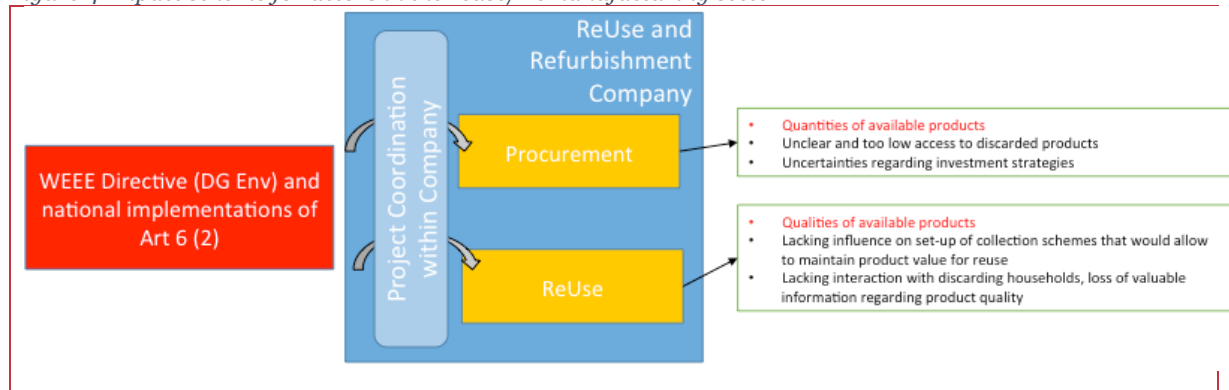 WEEE Directive (DG Env) and
national implementations of
Art 6 (2)
Project Coordination
within Company
ReUse and
Refurbishment
Company
Procurement
ReUse
• Quantities of available products
• Unclear and too low access to discarded products
• Uncertainties regarding investment strategies
• Qualities of available products
• Lacking influence on set-up of collection schemes that would allow
to maintain product value for reuse
• Lacking interaction with discarding households, loss of valuable
information regarding product quality